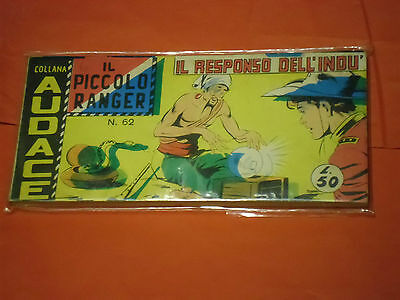 COLLANA
AUDACE
IL
PICCOLO
RANGER
N. 62
IL RESPONSO DELL'INDU'
L.
50